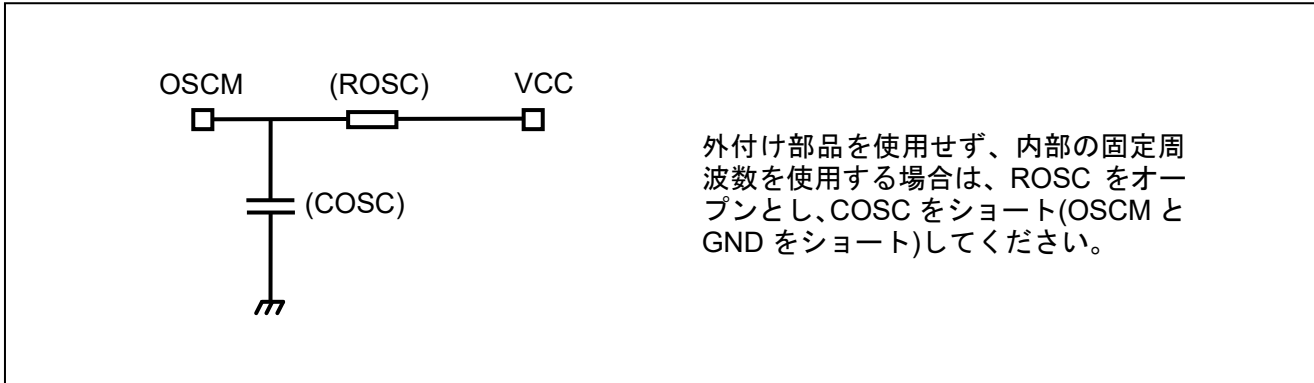 OSCM (ROSC) VCC
(COSC)
外付け部品を使用せず、内部の固定周
波数を使用する場合は、ROSC をオー
プンとし、COSC をショート(OSCM と
GND をショート)してください。